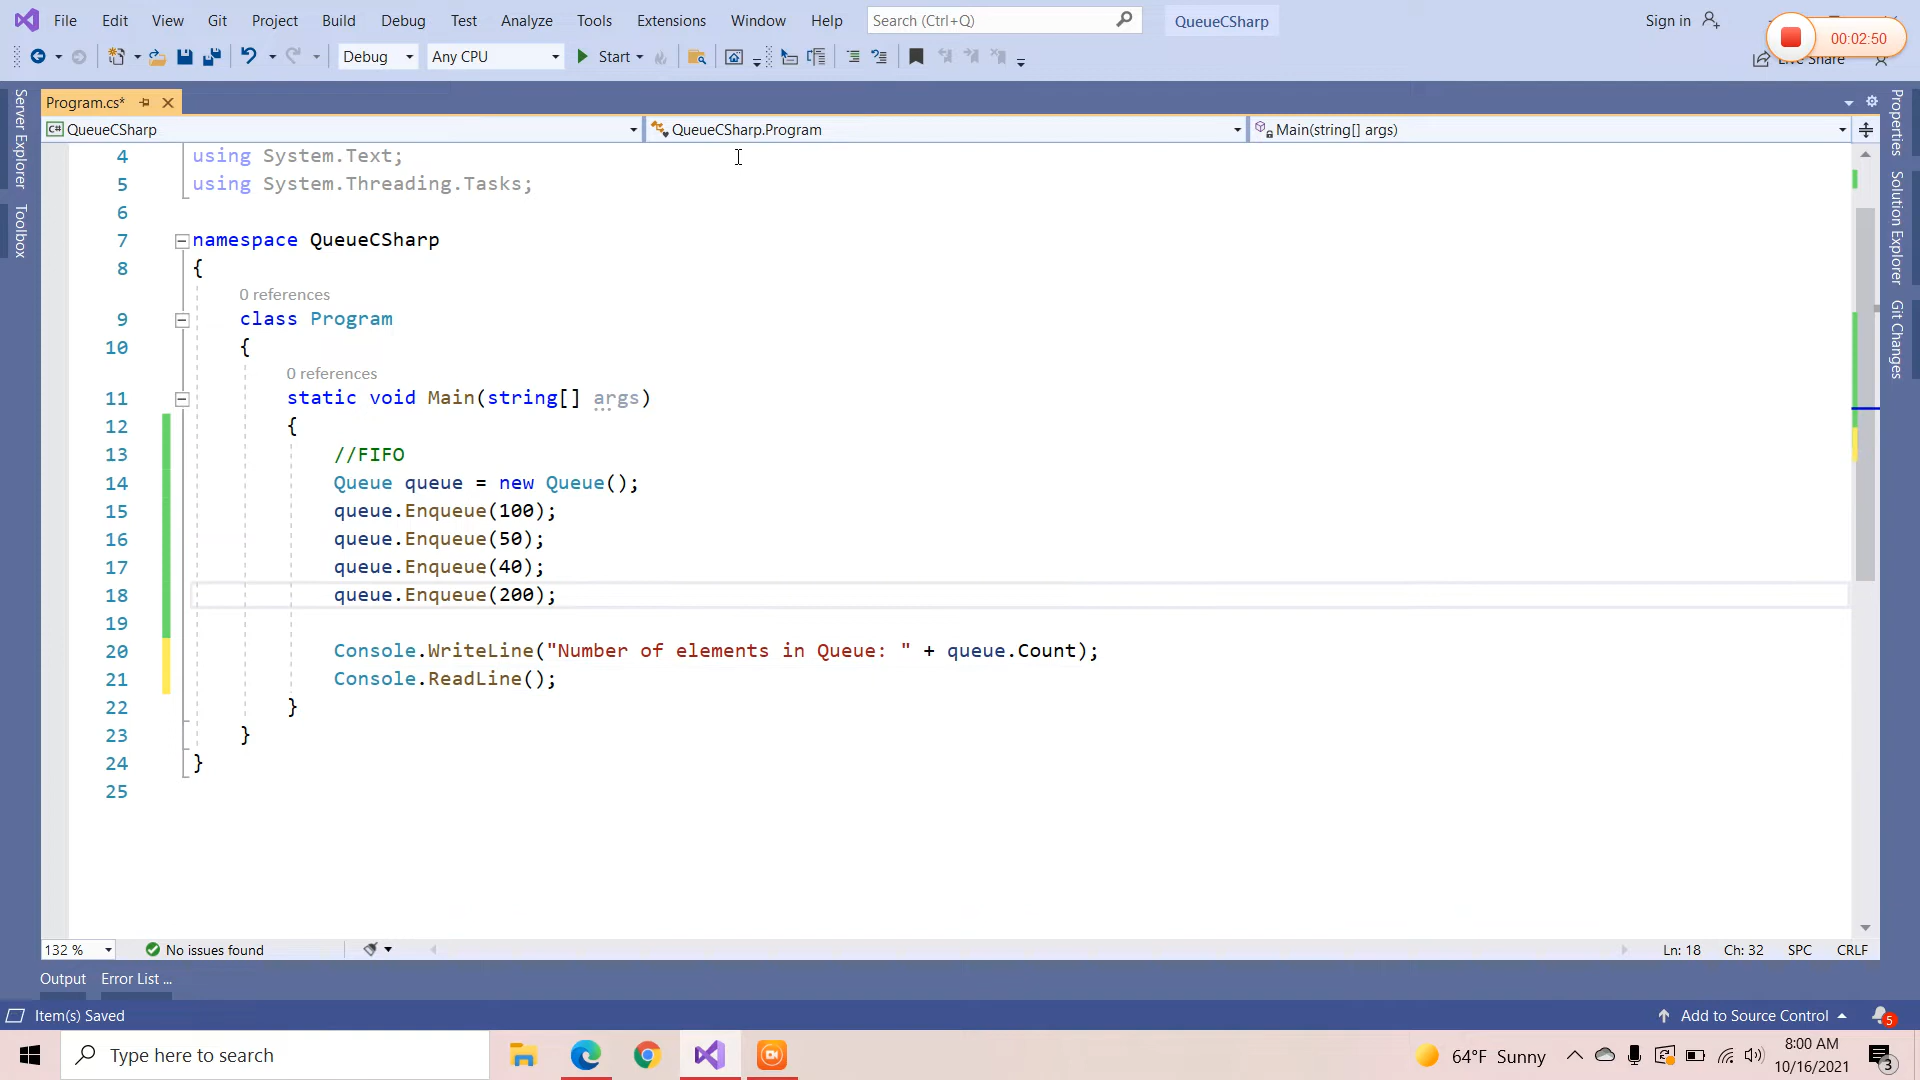 File Edit View Git Project Build Debug Test Analyze Tools Extensions Window Help Search (Ctrl+Q) QueueCSharp Sign in
Debug Any CPU Start Live Share 00:02:50
Program.cs*
QueueCSharp QueueCSharp.Program Main(string[] args)
Server Explorer
Toolbox
Properties
Solution Explorer
Git Changes
4 using System.Text;
5 using System.Threading.Tasks;
6
7 namespace QueueCSharp
8 {
0 references
9 class Program
10 {
0 references
11 static void Main(string[] args)
12 {
13 //FIFO
14 Queue queue = new Queue();
15 queue.Enqueue(100);
16 queue.Enqueue(50);
17 queue.Enqueue(40);
18 queue.Enqueue(200);
19
20 Console.WriteLine("Number of elements in Queue: " + queue.Count);
21 Console.ReadLine();
22 }
23 }
24 }
25
132 % No issues found Ln: 18 Ch: 32 SPC CRLF
Output Error List ...
Item(s) Saved Add to Source Control 5
Type here to search 64°F Sunny 8:00 AM
10/16/2021 3